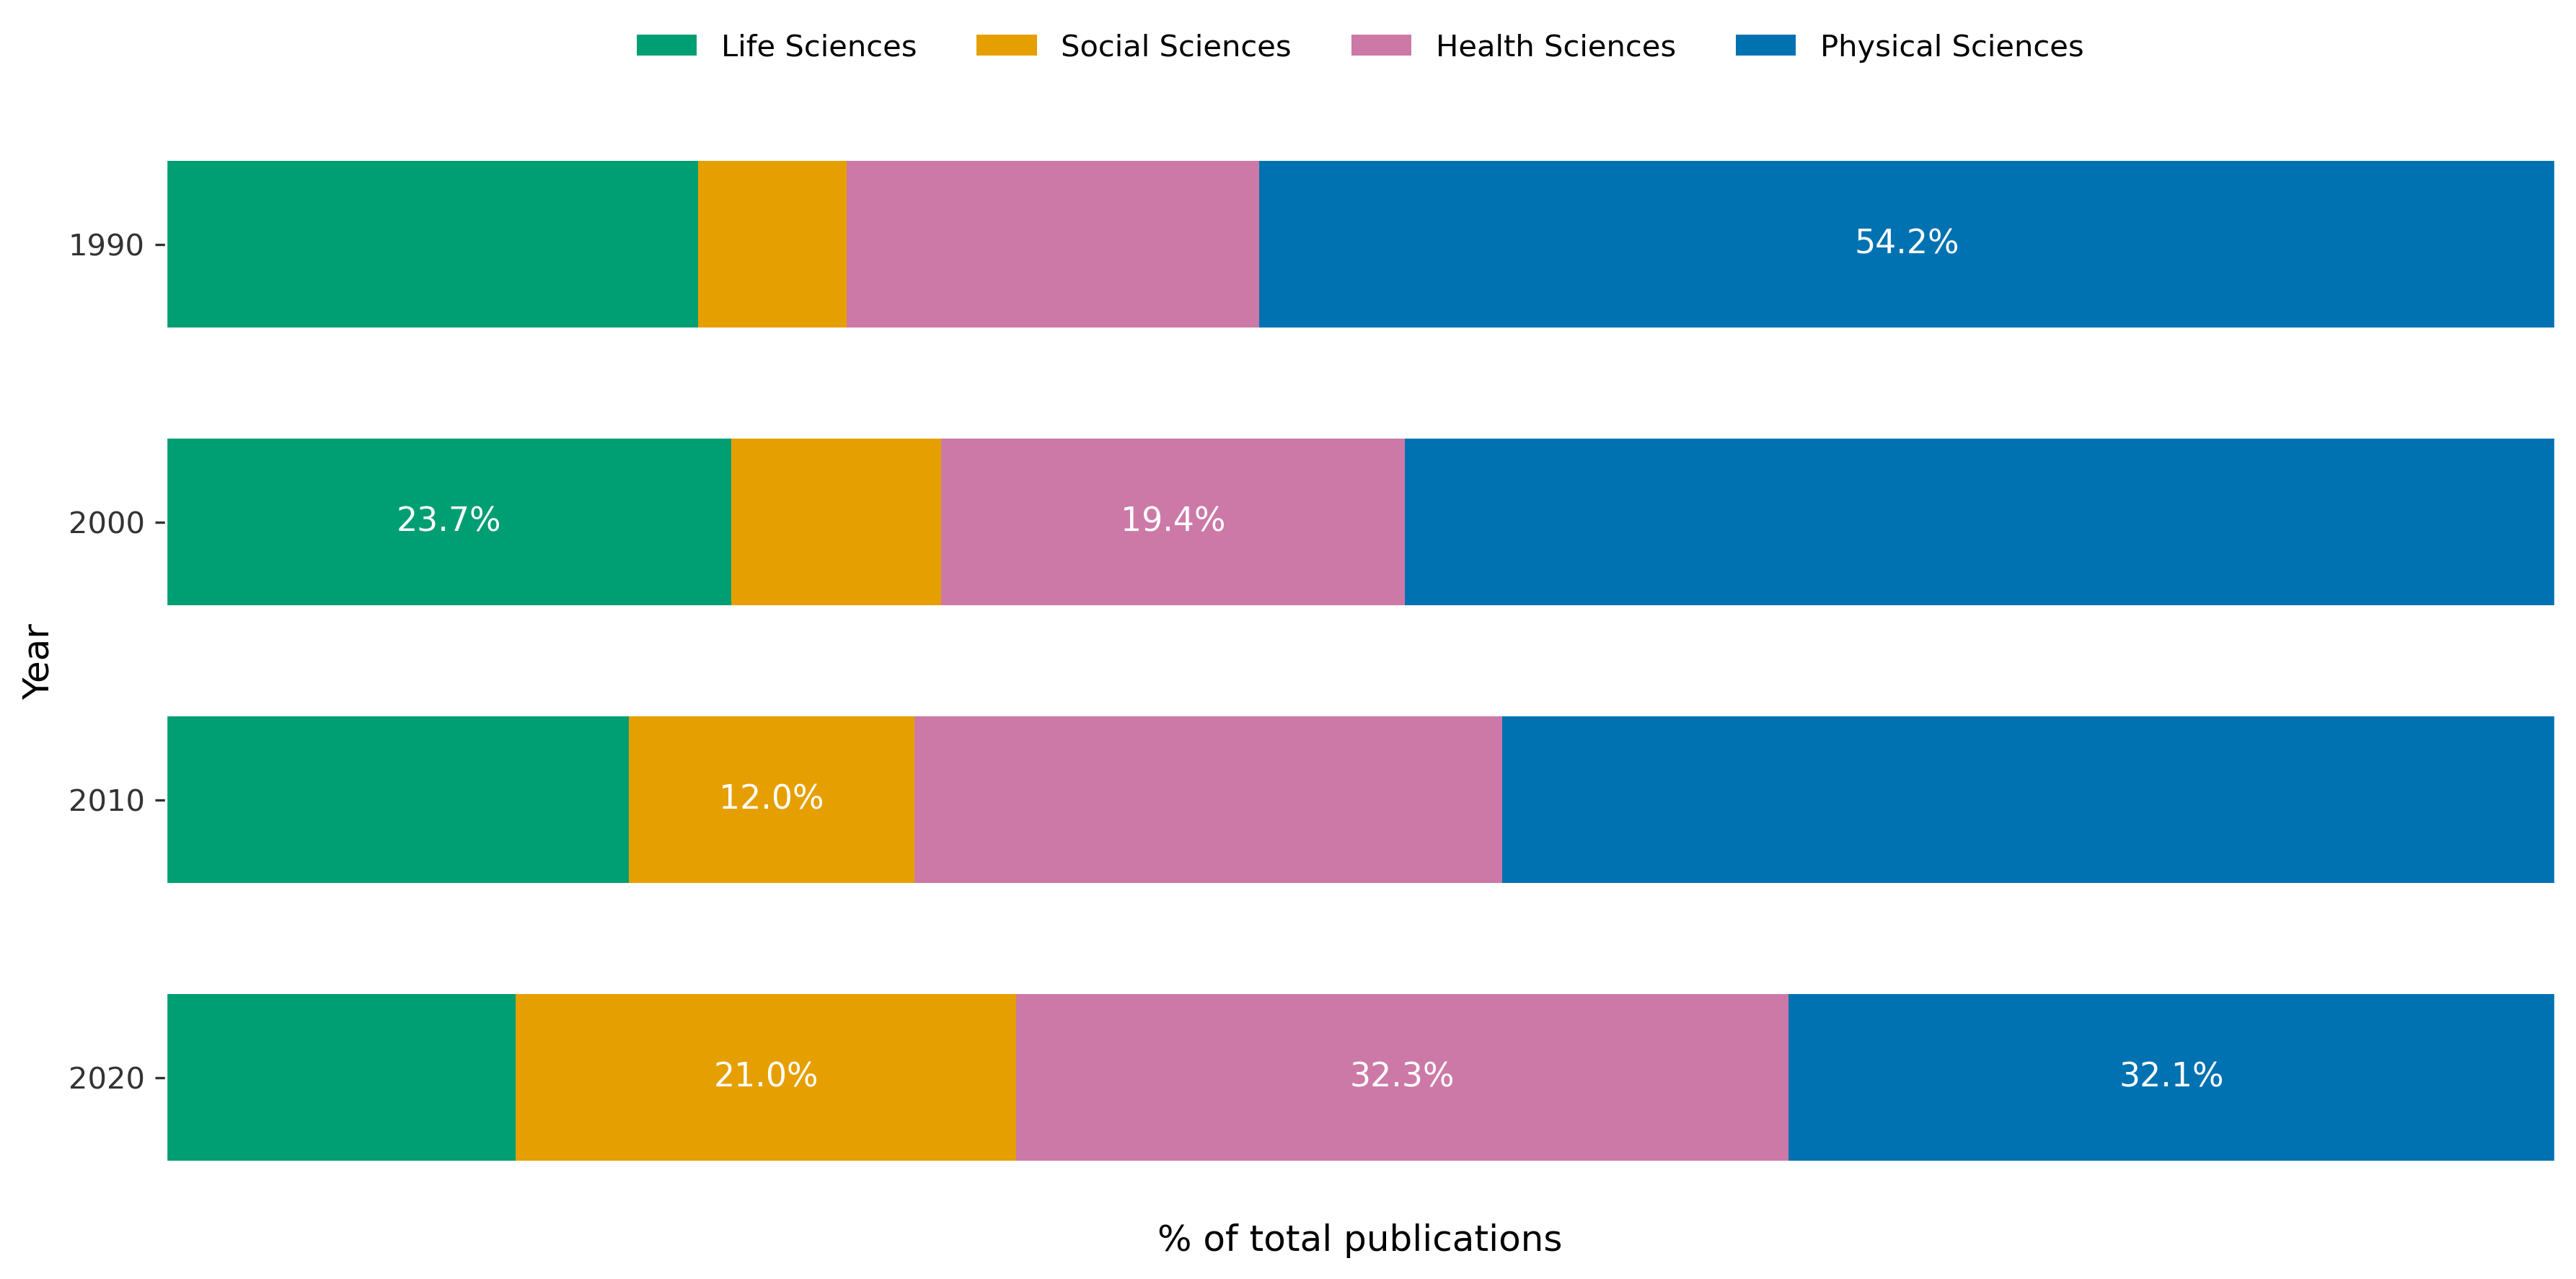 Life Sciences Social Sciences Health Sciences Physical Sciences
1990 54.2%
2000 23.7% 19.4%
Year
2010 12.0%
2020 21.0% 32.3% 32.1%
% of total publications